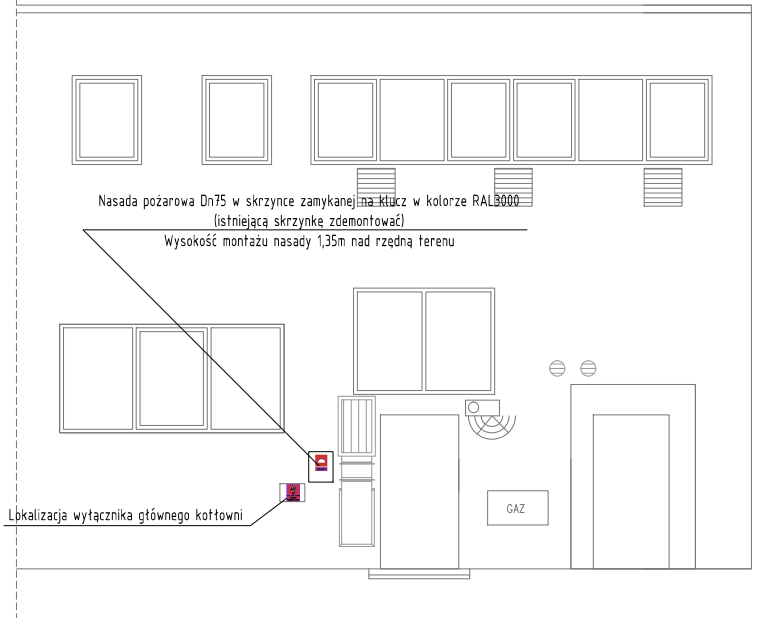 Nasada pożarowa Dn75 w skrzynce zamykanej na klucz w kolorze RAL3000
(istniejącą skrzynkę zdemontować)
Wysokość montażu nasady 1,35m nad rzędną terenu
GAZ
Lokalizacja wyłącznika głównego kotłowni